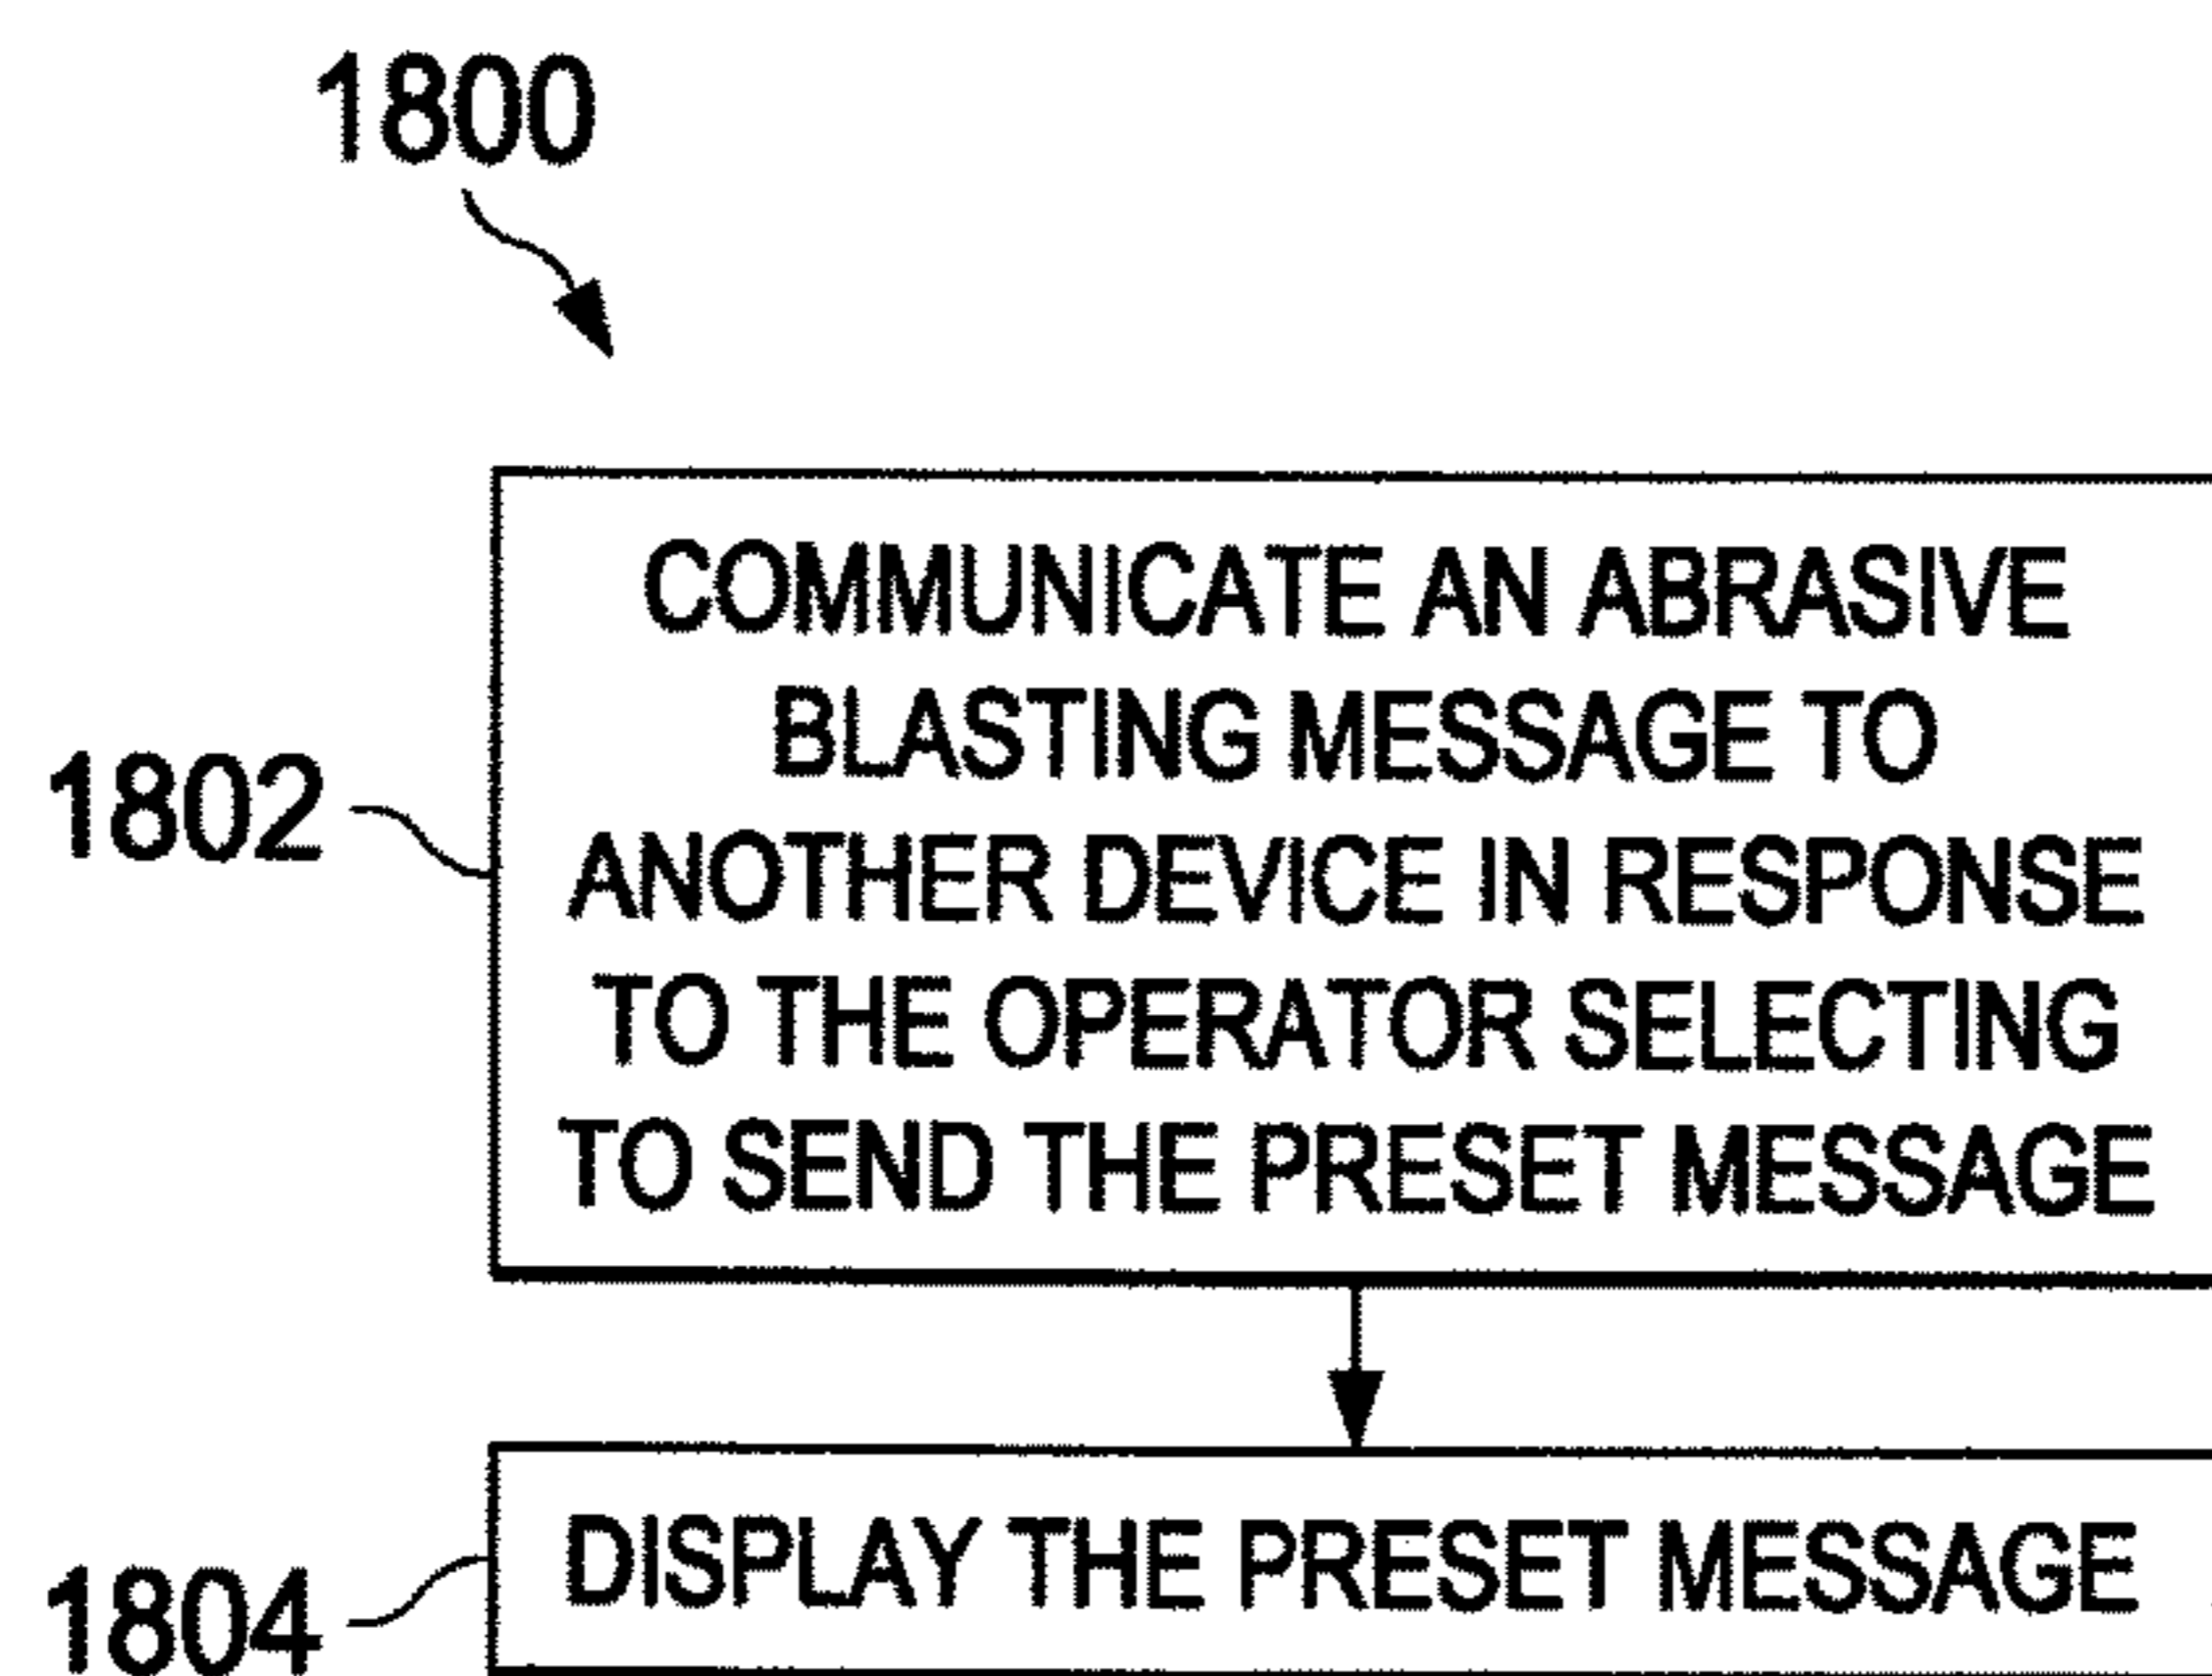 1800
1802
COMMUNICATE AN ABRASIVE
BLASTING MESSAGE TO
ANOTHER DEVICE IN RESPONSE
TO THE OPERATOR SELECTING
TO SEND THE PRESET MESSAGE
1804
DISPLAY THE PRESET MESSAGE